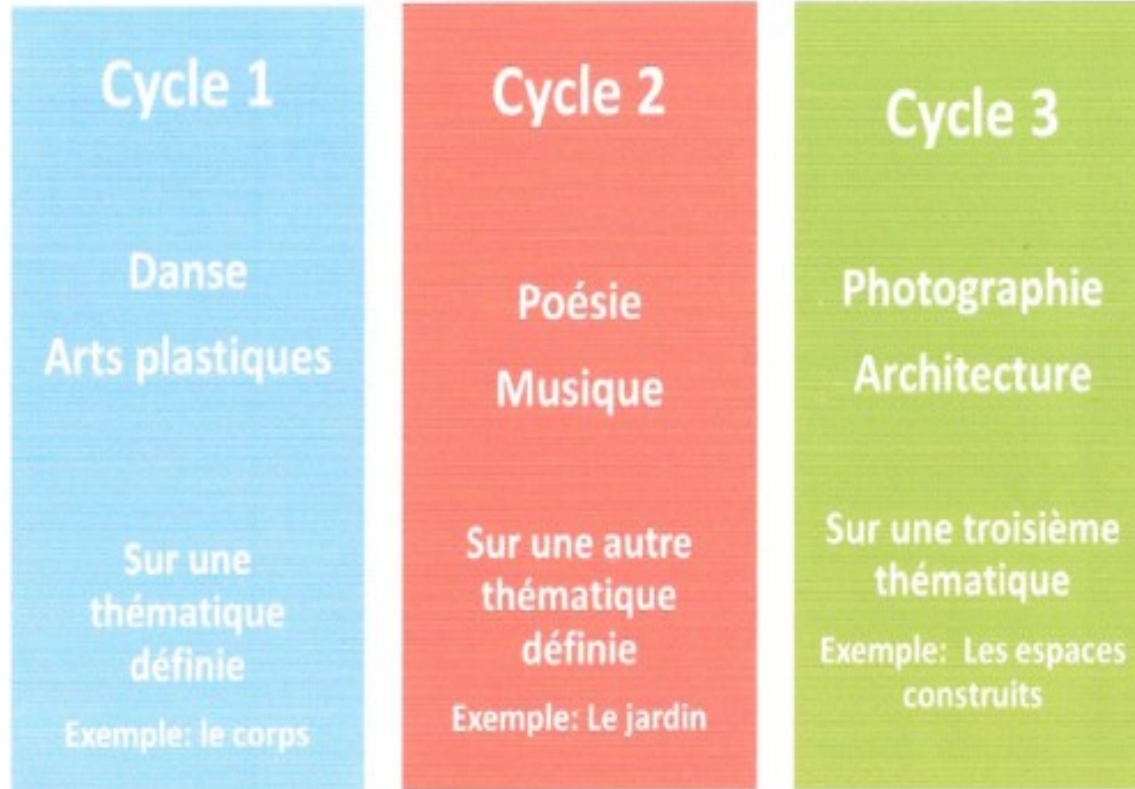 Cycle 1
Danse
Arts plastiques
Sur une
thématique
définie
Exemple: le corps
Cycle 2
Poésie
Musique
Sur une autre
thématique
définie
Exemple: Le jardin
Cycle 3
Photographie
Architecture
Sur une troisième
thématique
Exemple: Les espaces
construits